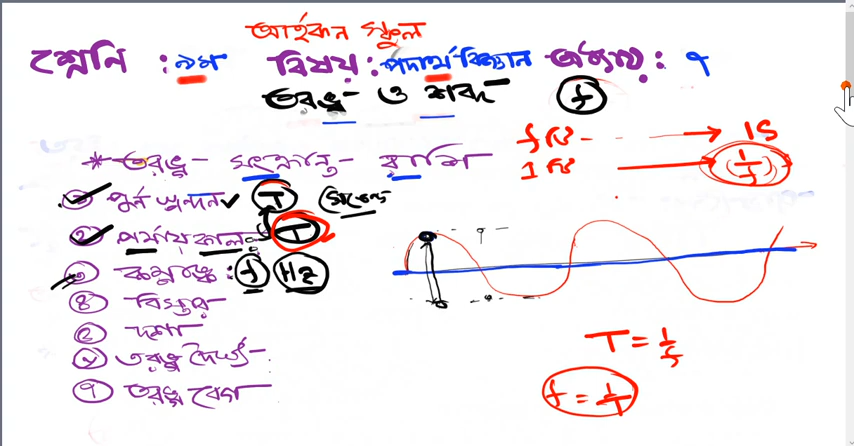 আইকন স্কুল
শ্রেনি : ৯ম বিষয় : পদার্থ বিজ্ঞান অধ্যায় : ৭
তরঙ্গ ও শব্দ f
* তরঙ্গ সংক্রান্ত রাশি
f টি → 1S
1 টি → (1/f)
১ পূর্ন স্পন্দন T
২ পর্যায় কাল T
৩ কম্পাঙ্ক : f Hz
৪ বিস্তার
৫ দশা
৬ তরঙ্গ দৈর্ঘ্য
৭ তরঙ্গ বেগ
T = 1/f
f = 1/T